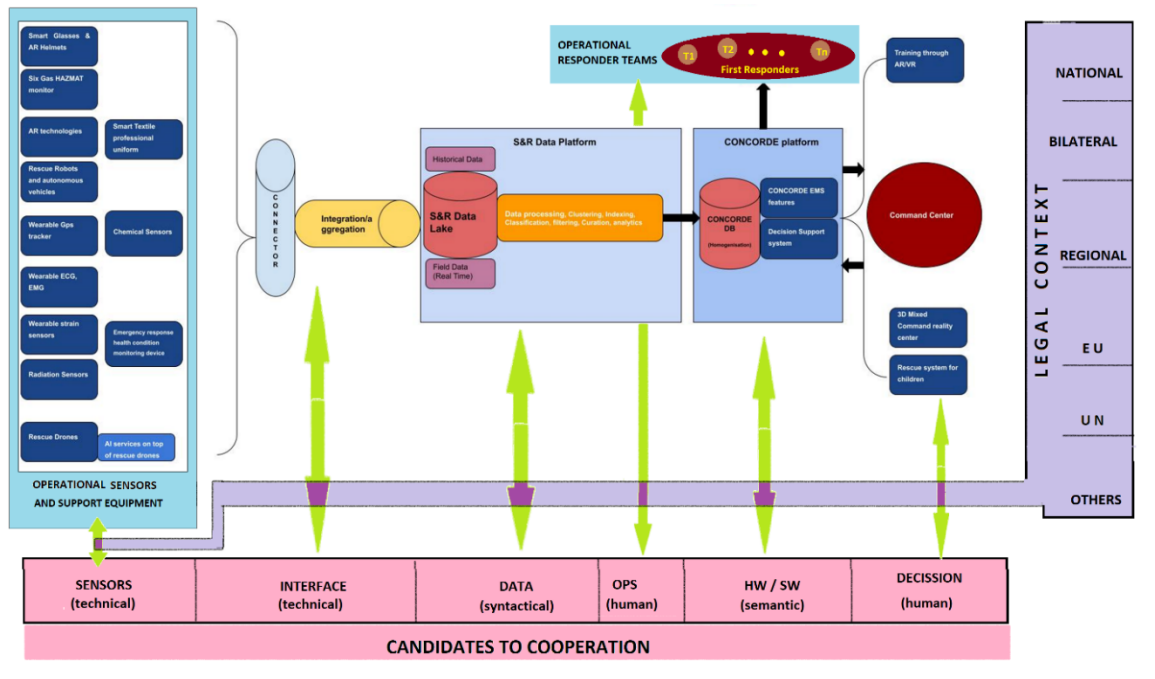 Smart Glasses &
AR Helmets
Six Gas HAZMAT
monitor
AR technologies
Smart Textile
professional
uniform
Rescue Robots
and autonomous
vehicles
Wearable Gps
tracker
Chemical Sensors
Wearable ECG,
EMG
Wearable strain
sensors
Emergency response
health condition
monitoring device
Radiation Sensors
Rescue Drones
AI services on top
of rescue drones
OPERATIONAL SENSORS
AND SUPPORT EQUIPMENT
CONNECTOR
Integration/a
ggregation
OPERATIONAL
RESPONDER TEAMS
T1
T2
Tn
First Responders
S&R Data Platform
Historical Data
S&R Data
Lake
Field Data
(Real Time)
Data processing, Clustering, Indexing,
Classification, filtering, Curation, analytics
CONCORDE platform
CONCORDE
DB
(Homogenisation)
CONCORDE EMS
features
Decision Support
system
Training through
AR/VR
Command Center
3D Mixed
Command reality
center
Rescue system for
children
LEGAL CONTEXT
NATIONAL
BILATERAL
REGIONAL
EU
UN
OTHERS
SENSORS
(technical)
INTERFACE
(technical)
DATA
(syntactical)
OPS
(human)
HW / SW
(semantic)
DECISSION
(human)
CANDIDATES TO COOPERATION